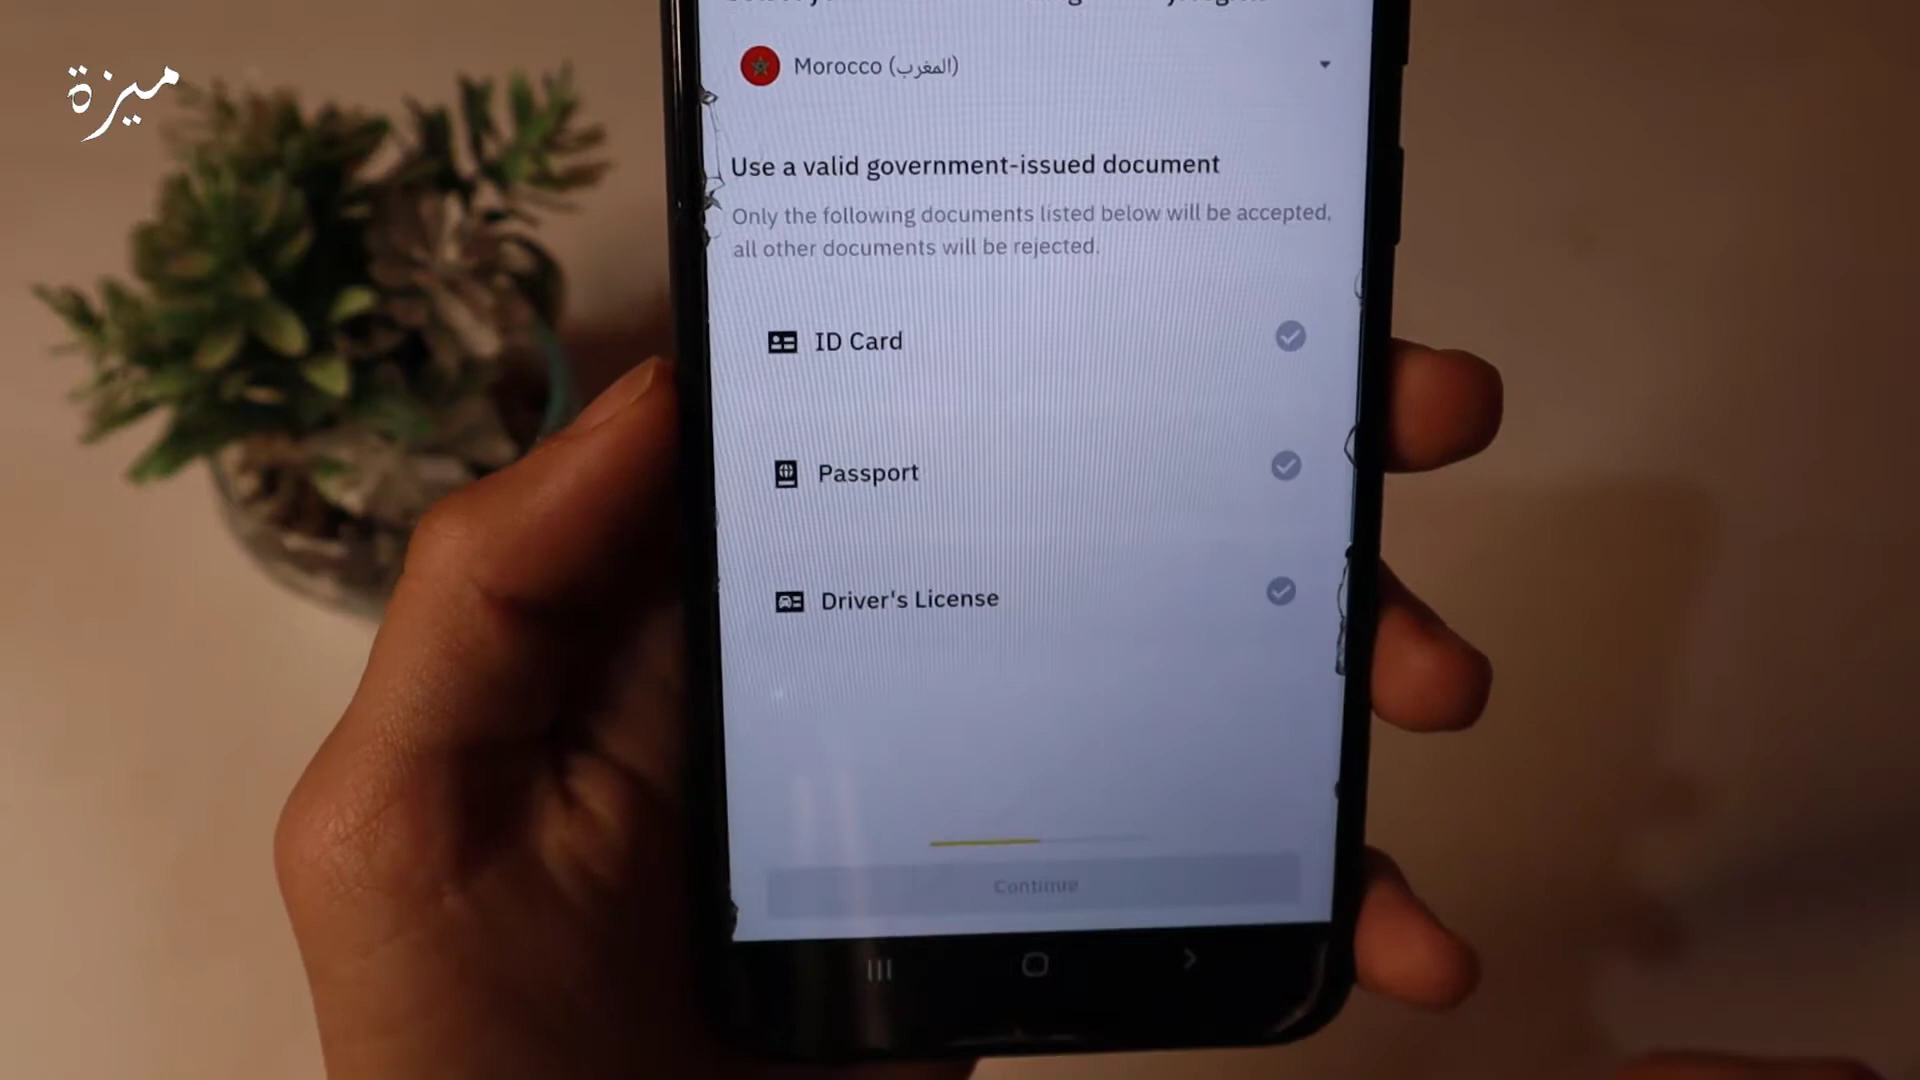 ميزة
Morocco (المغرب)
Use a valid government-issued document
Only the following documents listed below will be accepted,
all other documents will be rejected.
ID Card
Passport
Driver's License
Continue